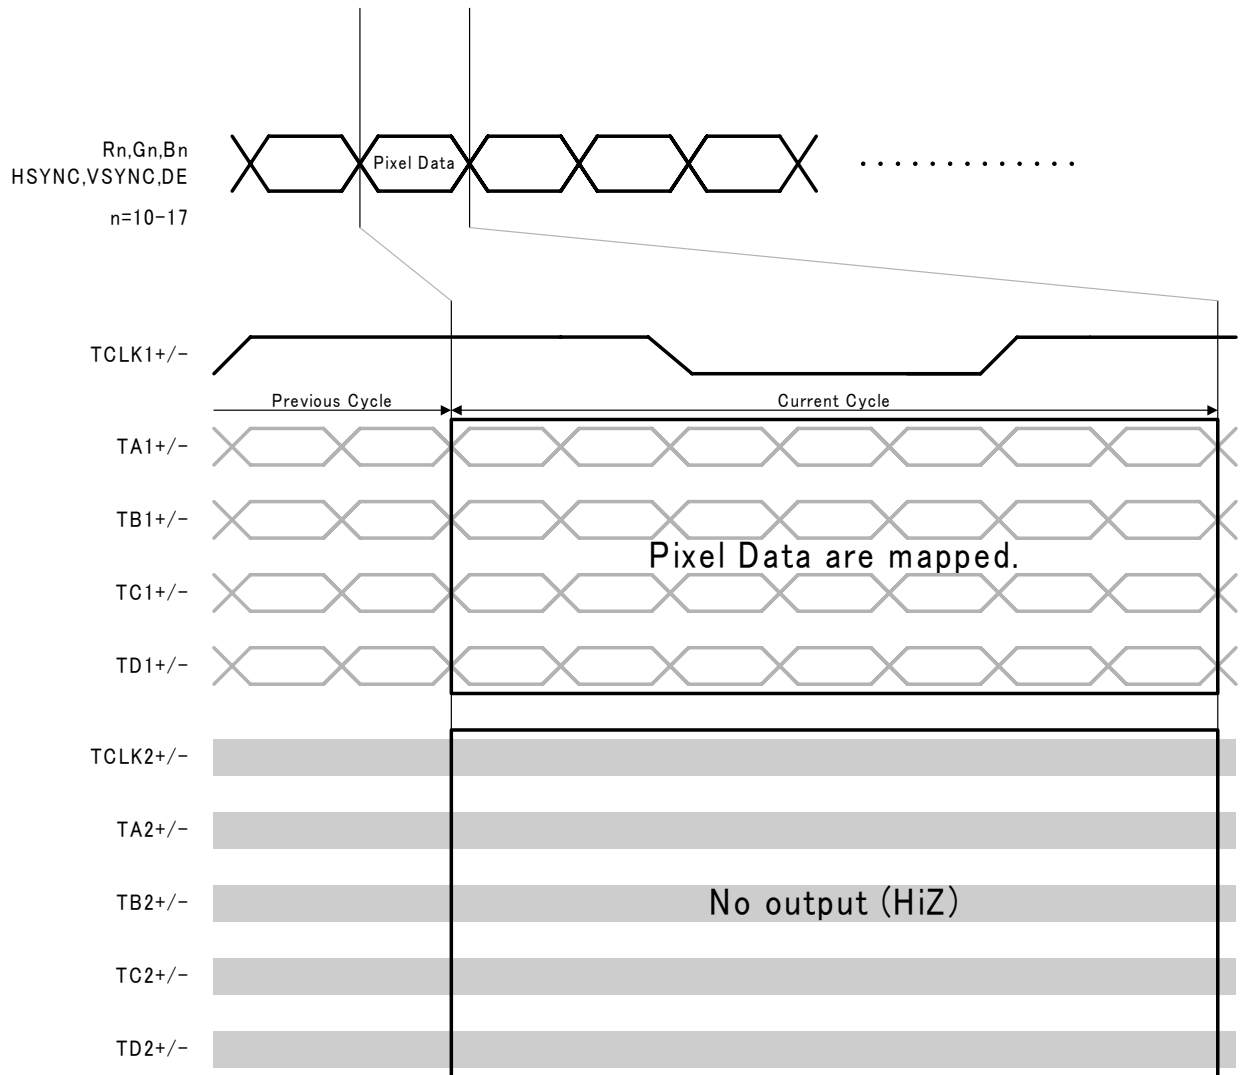 Rn,Gn,Bn
HSYNC,VSYNC,DE
n=10-17
Pixel Data
TCLK1+/-
Previous Cycle
Current Cycle
TA1+/-
TB1+/-
Pixel Data are mapped.
TC1+/-
TD1+/-
TCLK2+/-
TA2+/-
TB2+/-
No output (HiZ)
TC2+/-
TD2+/-